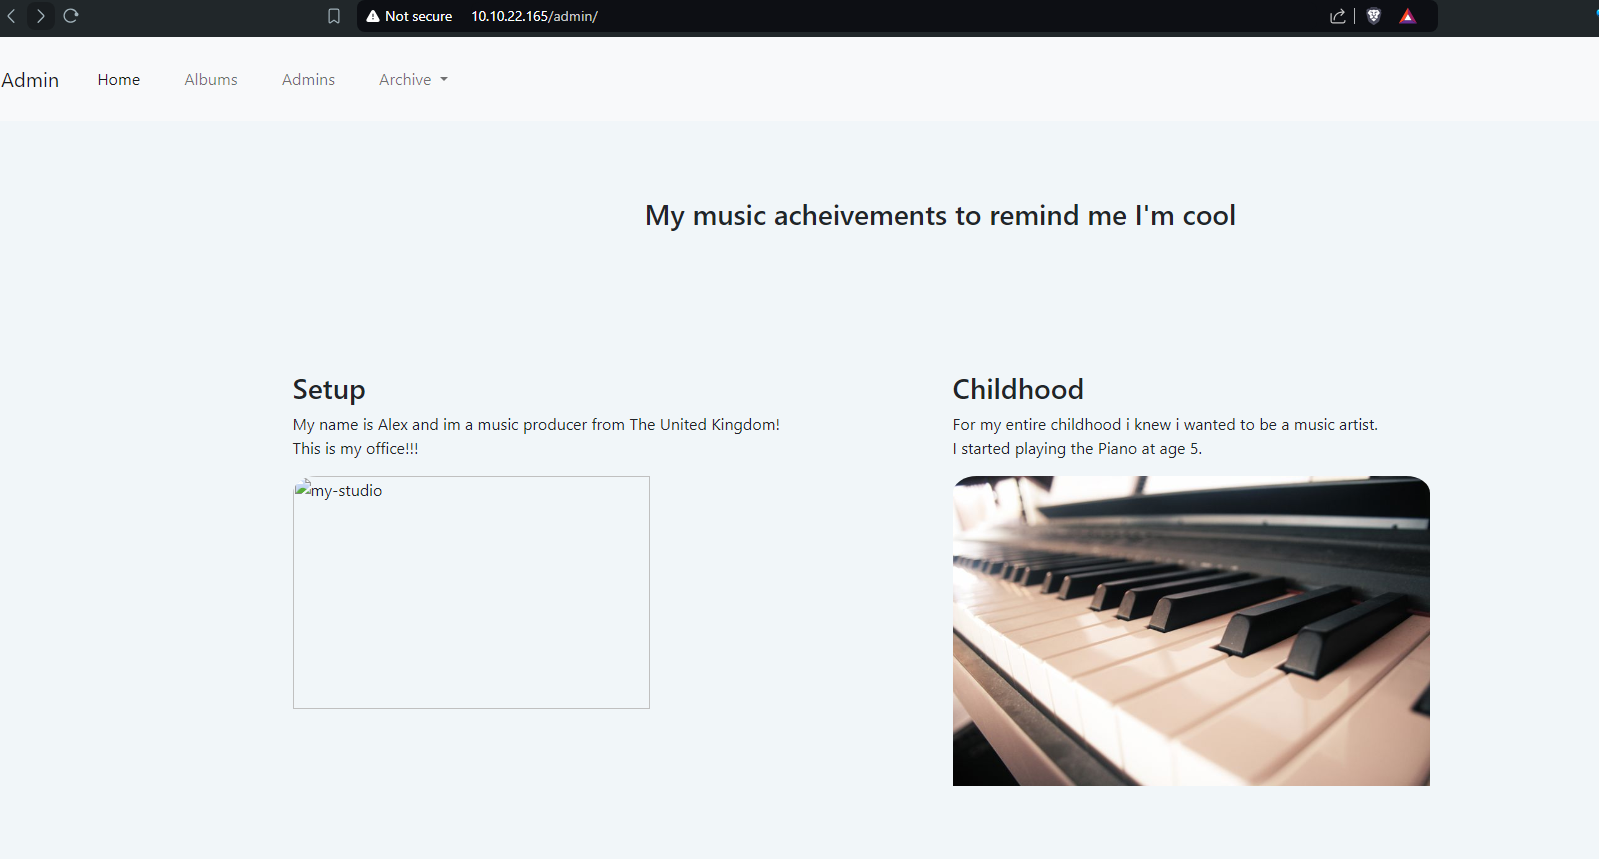 Not secure 10.10.22.165/admin/
Admin Home Albums Admins Archive
My music acheivements to remind me I'm cool
Setup
My name is Alex and im a music producer from The United Kingdom!
This is my office!!!
my-studio
Childhood
For my entire childhood i knew i wanted to be a music artist.
I started playing the Piano at age 5.